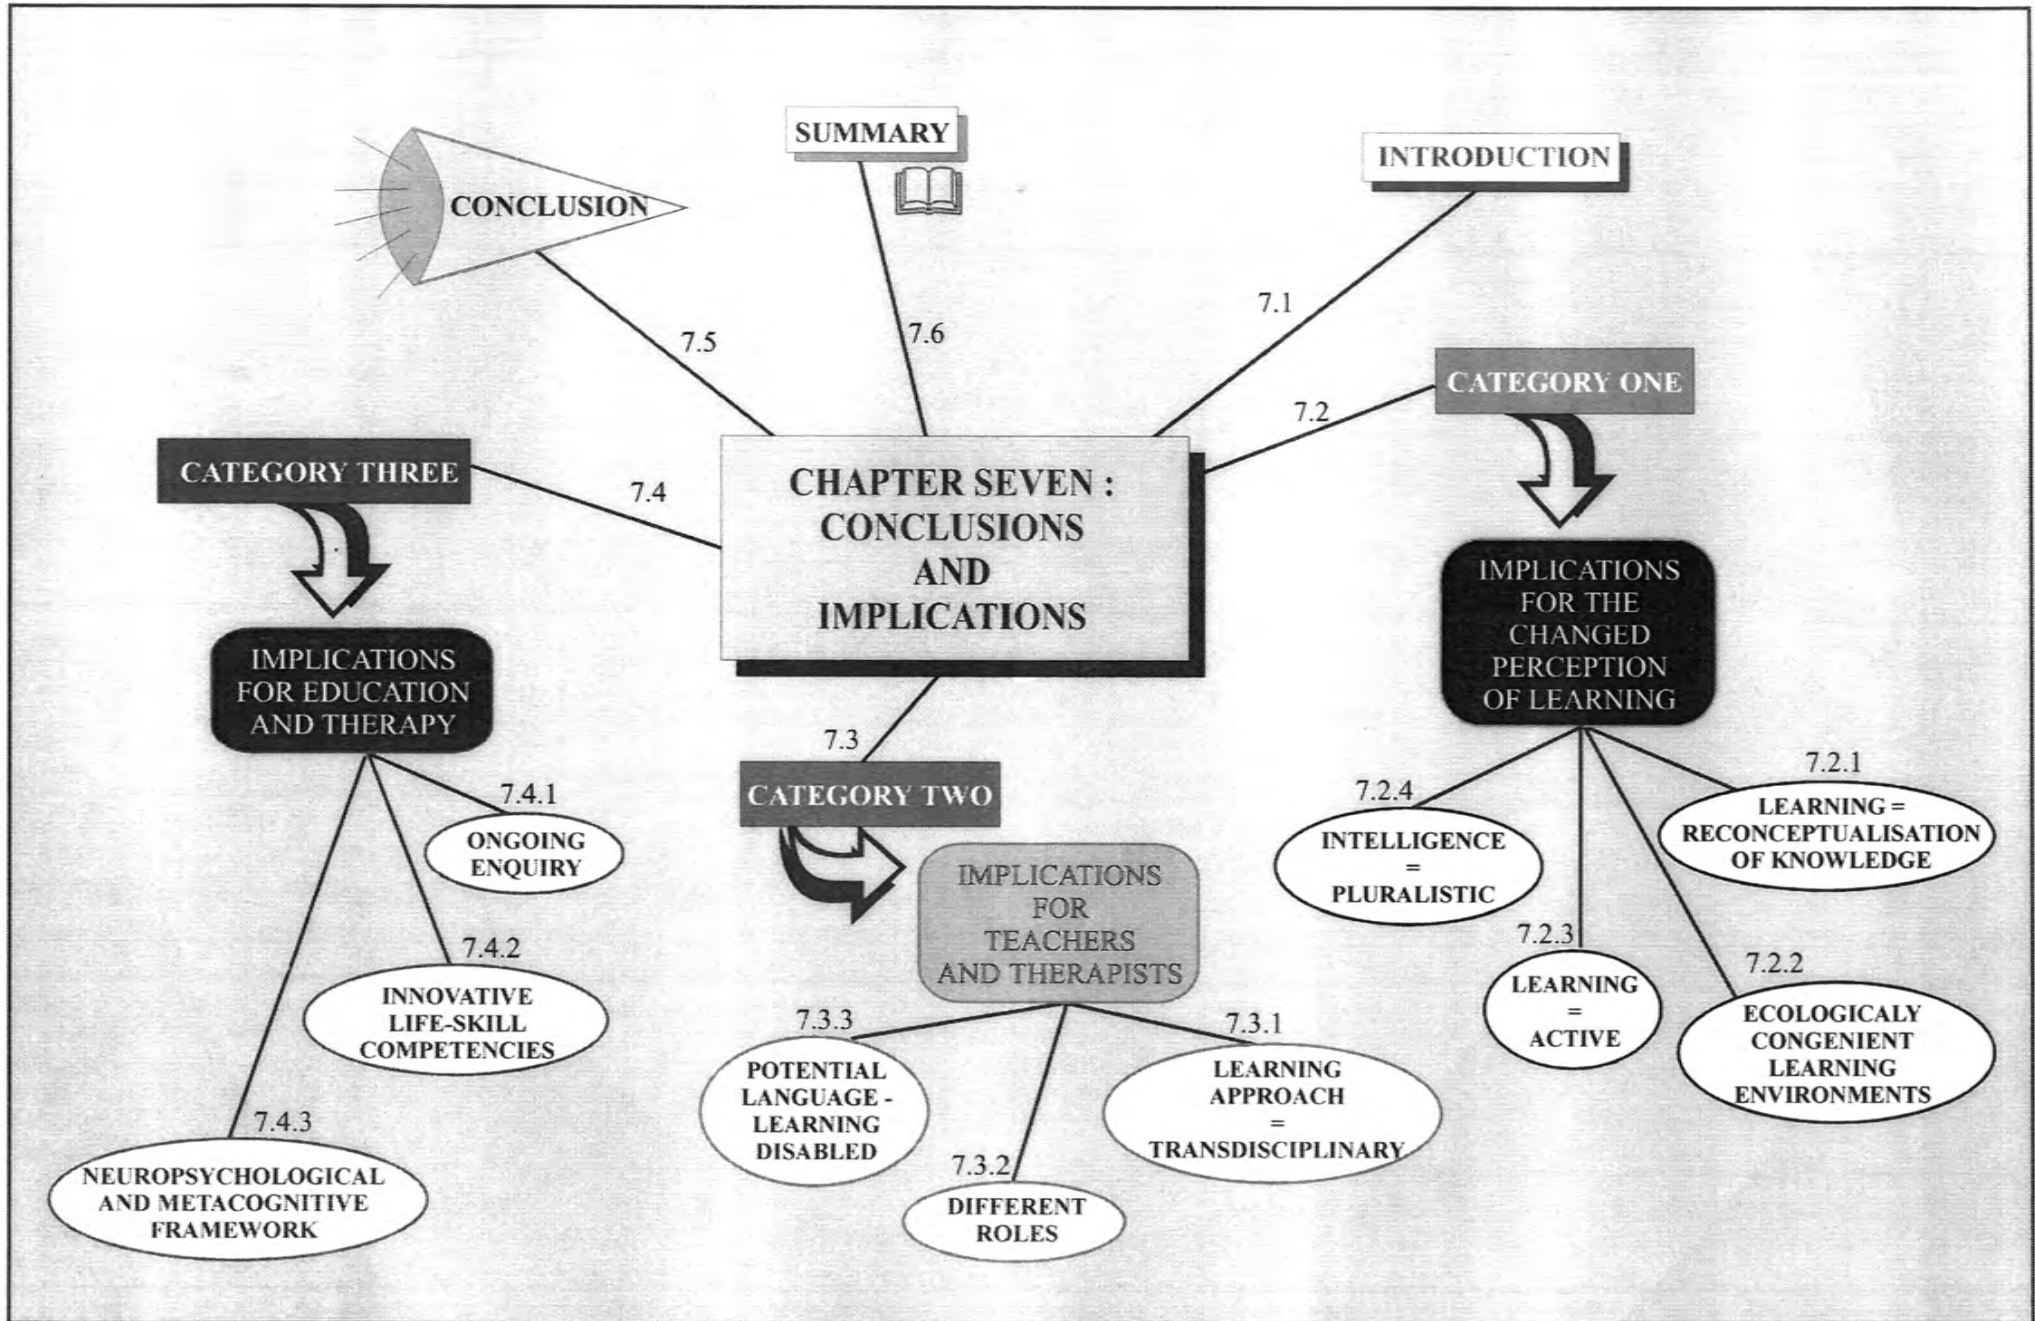 SUMMARY
INTRODUCTION
CONCLUSION
7.1
7.6
7.5
CATEGORY ONE
7.2
CATEGORY THREE
7.4
CHAPTER SEVEN :
CONCLUSIONS
AND
IMPLICATIONS
IMPLICATIONS
FOR THE
CHANGED
PERCEPTION
OF LEARNING
IMPLICATIONS
FOR EDUCATION
AND THERAPY
7.3
CATEGORY TWO
7.2.1
LEARNING =
RECONCEPTUALISATION
OF KNOWLEDGE
7.2.4
INTELLIGENCE
=
PLURALISTIC
7.4.1
ONGOING
ENQUIRY
IMPLICATIONS
FOR
TEACHERS
AND THERAPISTS
7.2.3
LEARNING
=
ACTIVE
7.2.2
ECOLOGICALY
CONGENIENT
LEARNING
ENVIRONMENTS
7.4.2
INNOVATIVE
LIFE-SKILL
COMPETENCIES
7.3.3
POTENTIAL
LANGUAGE -
LEARNING
DISABLED
7.3.1
LEARNING
APPROACH
=
TRANSDISCIPLINARY
7.4.3
NEUROPSYCHOLOGICAL
AND METACOGNITIVE
FRAMEWORK
7.3.2
DIFFERENT
ROLES